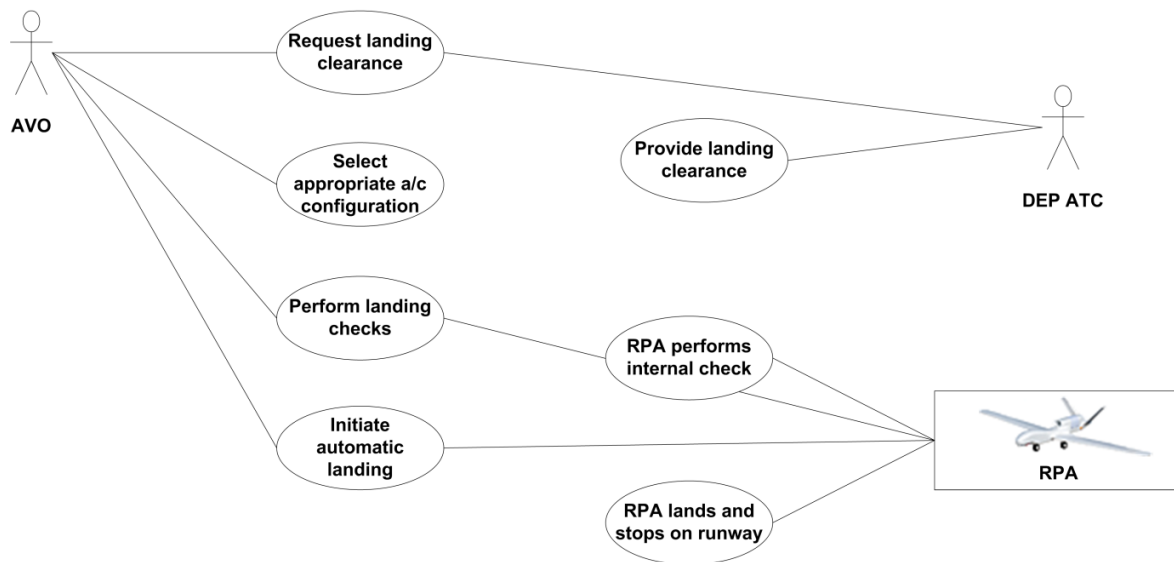 Request landing
clearance
AVO
Provide landing
clearance
DEP ATC
Select
appropriate a/c
configuration
Perform landing
checks
RPA performs
internal check
Initiate
automatic
landing
RPA
RPA lands and
stops on runway